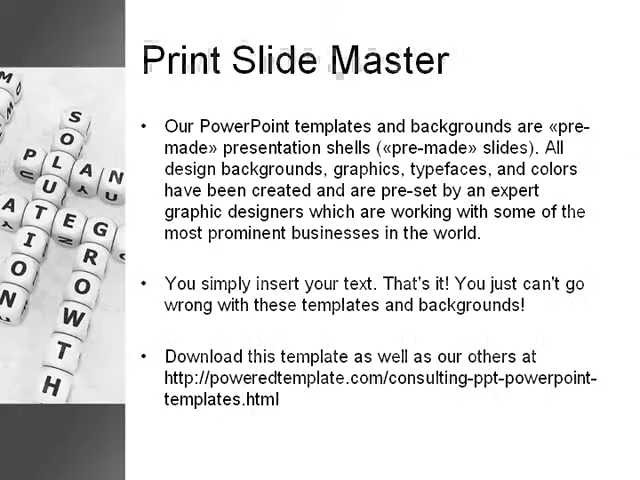 Print Slide Master
• Our PowerPoint templates and backgrounds are «pre-
made» presentation shells («pre-made» slides). All
design backgrounds, graphics, typefaces, and colors
have been created and are pre-set by an expert
graphic designers which are working with some of the
most prominent businesses in the world.
• You simply insert your text. That's it! You just can't go
wrong with these templates and backgrounds!
• Download this template as well as our others at
http://poweredtemplate.com/consulting-ppt-powerpoint-
templates.html
SOLUTION
PLAN
ATEG
GROWTH